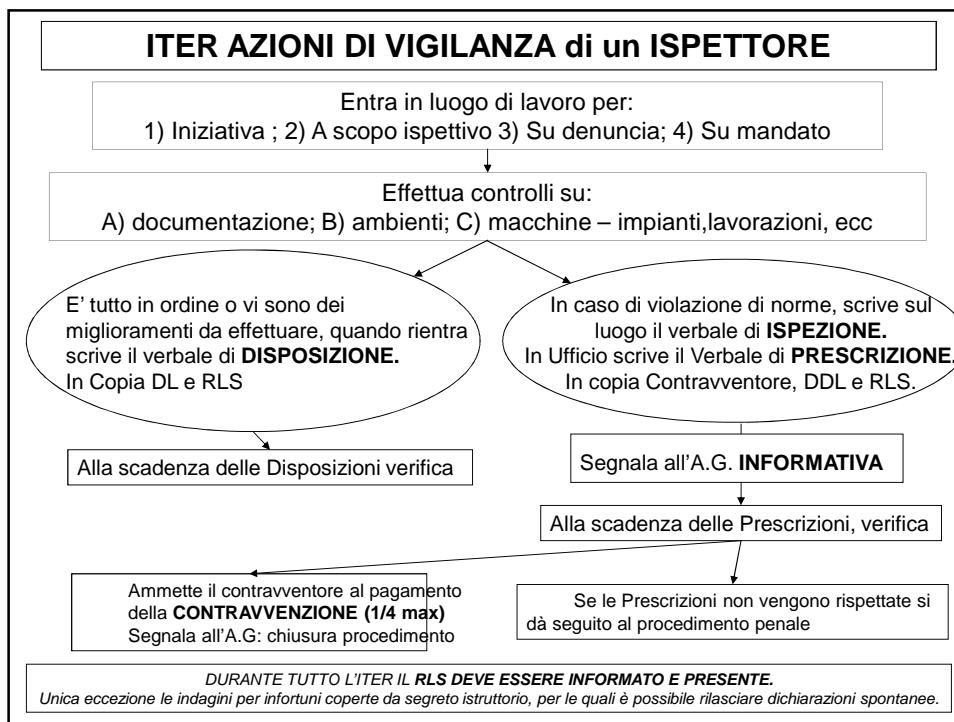 ITER AZIONI DI VIGILANZA di un ISPETTORE
Entra in luogo di lavoro per:
1) Iniziativa ; 2) A scopo ispettivo 3) Su denuncia; 4) Su mandato
Effettua controlli su:
A) documentazione; B) ambienti; C) macchine – impianti,lavorazioni, ecc
E’ tutto in ordine o vi sono dei
miglioramenti da effettuare, quando rientra
scrive il verbale di DISPOSIZIONE.
In Copia DL e RLS
In caso di violazione di norme, scrive sul
luogo il verbale di ISPEZIONE.
In Ufficio scrive il Verbale di PRESCRIZIONE.
In copia Contravventore, DDL e RLS.
Alla scadenza delle Disposizioni verifica
Segnala all’A.G. INFORMATIVA
Alla scadenza delle Prescrizioni, verifica
Ammette il contravventore al pagamento
della CONTRAVVENZIONE (1/4 max)
Segnala all’A.G: chiusura procedimento
Se le Prescrizioni non vengono rispettate si
dà seguito al procedimento penale
DURANTE TUTTO L’ITER IL RLS DEVE ESSERE INFORMATO E PRESENTE.
Unica eccezione le indagini per infortuni coperte da segreto istruttorio, per le quali è possibile rilasciare dichiarazioni spontanee.